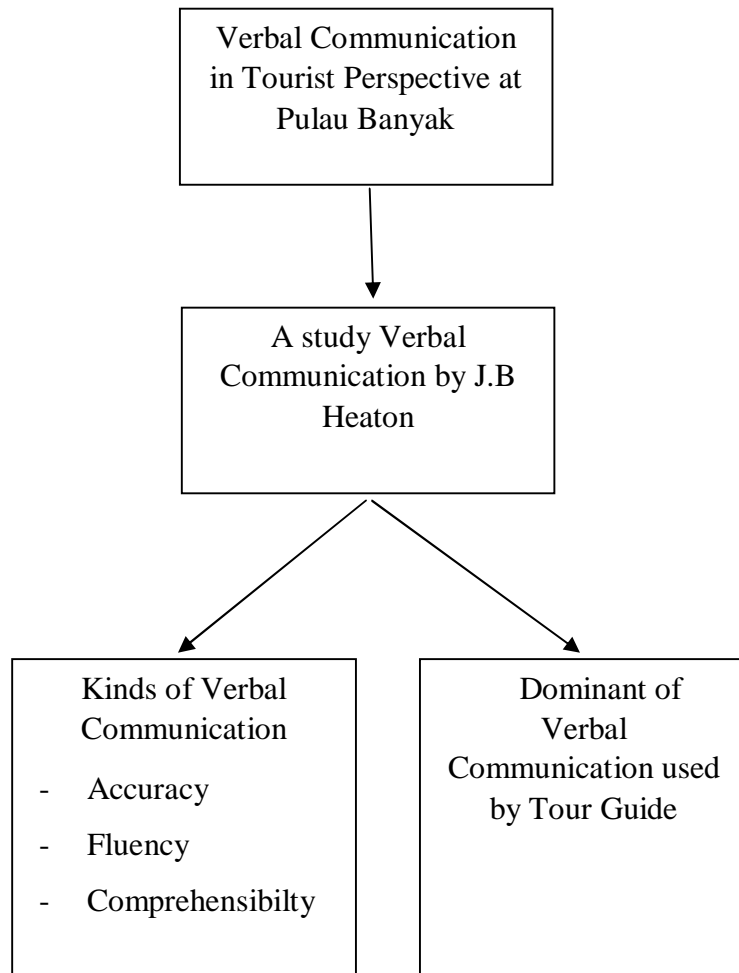 Verbal Communication
in Tourist Perspective at
Pulau Banyak
A study Verbal
Communication by J.B
Heaton
Kinds of Verbal
Communication
- Accuracy
- Fluency
- Comprehensibilty
Dominant of
Verbal
Communication used
by Tour Guide